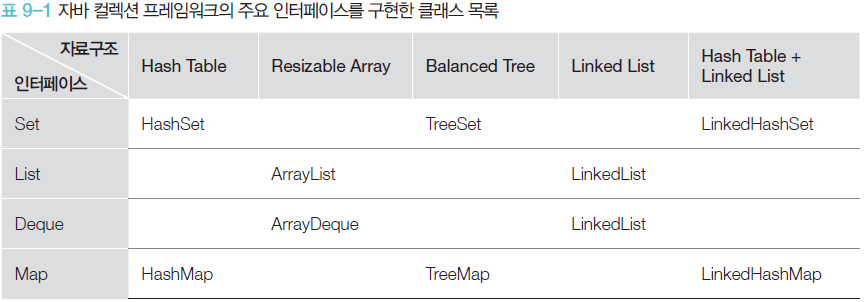 표 9-1 자바 컬렉션 프레임워크의 주요 인터페이스를 구현한 클래스 목록
자료구조
인터페이스
Hash Table
Resizable Array
Balanced Tree
Linked List
Hash Table +
Linked List
Set
HashSet
TreeSet
LinkedHashSet
List
ArrayList
LinkedList
Deque
ArrayDeque
LinkedList
Map
HashMap
TreeMap
LinkedHashMap